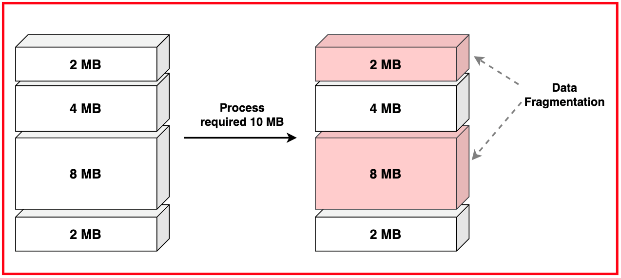 2 MB
4 MB
8 MB
2 MB
Process
required 10 MB
2 MB
4 MB
8 MB
2 MB
Data
Fragmentation